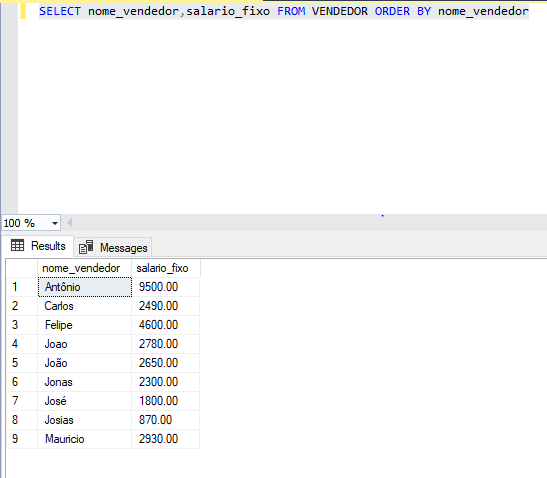 SELECT nome_vendedor,salario_fixo FROM VENDEDOR ORDER BY nome_vendedor
100 %
Results Messages
nome_vendedor salario_fixo
1 Antônio 9500.00
2 Carlos 2490.00
3 Felipe 4600.00
4 Joao 2780.00
5 João 2650.00
6 Jonas 2300.00
7 José 1800.00
8 Josias 870.00
9 Mauricio 2930.00